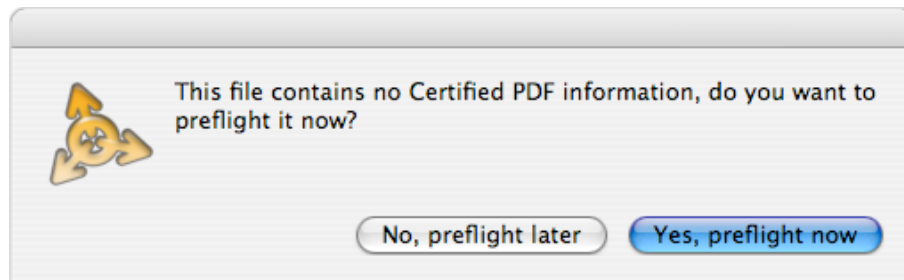 This file contains no Certified PDF information, do you want to
preflight it now?
No, preflight later
Yes, preflight now